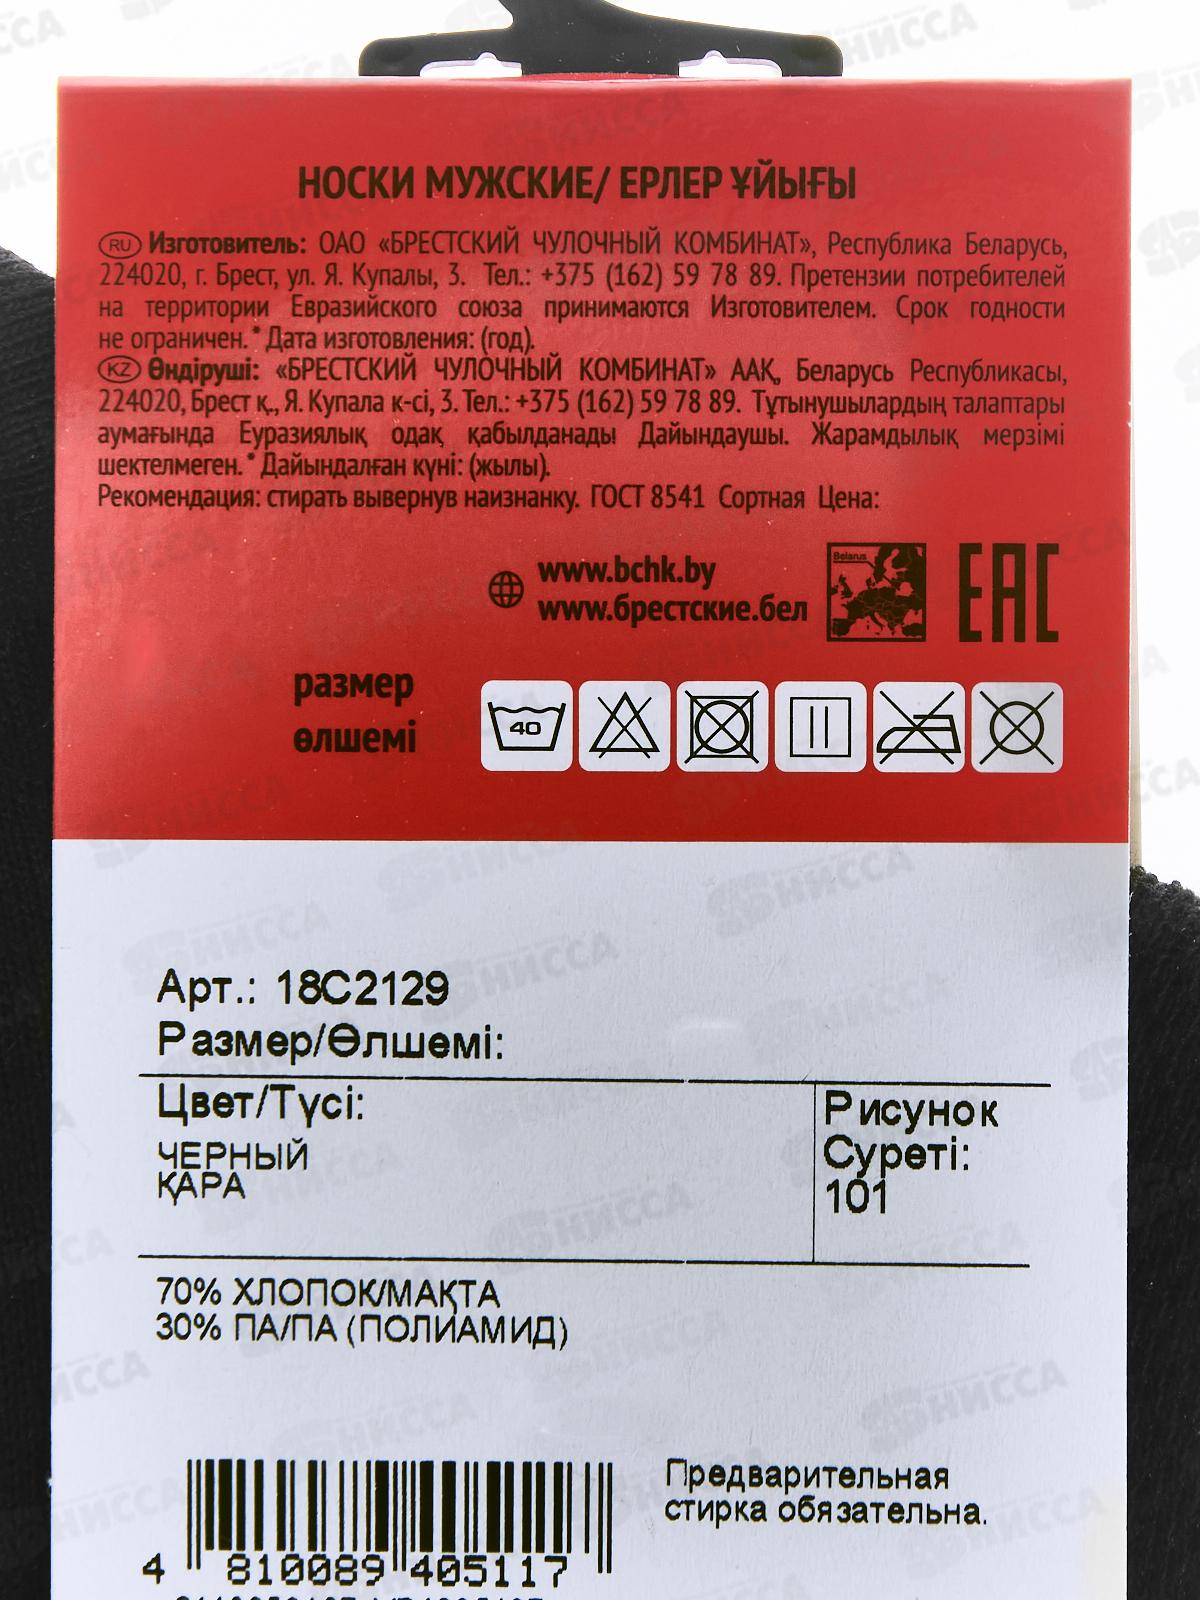 НОСКИ МУЖСКИЕ/ ЕРЛЕР ҰЙЫҒЫ
RU Изготовитель: ОАО «БРЕСТСКИЙ ЧУЛОЧНЫЙ КОМБИНАТ», Республика Беларусь,
224020, г. Брест, ул. Я. Купалы, 3. Тел.: +375 (162) 59 78 89. Претензии потребителей
на территории Евразийского союза принимаются Изготовителем. Срок годности
не ограничен. * Дата изготовления: (год).
KZ Өндіруші: «БРЕСТСКИЙ ЧУЛОЧНЫЙ КОМБИНАТ» ААҚ, Беларусь Республикасы,
224020, Брест қ., Я. Купала к-сі, 3. Тел.: +375 (162) 59 78 89. Тұтынушылардың талаптары
аумағында Еуразиялық одақ қабылданады Дайындаушы. Жарамдылық мерзімі
шектелмеген. * Дайындалған күні: (жылы).
Рекомендация: стирать вывернув наизнанку. ГОСТ 8541 Сортная Цена:
www.bchk.by
www.брестские.бел
Belarus
EAC
размер
өлшемі
40
Арт.: 18С2129
Размер/Өлшемі:
Цвет/Түсі:
ЧЕРНЫЙ
ҚАРА
Рисунок
Суреті:
101
70% ХЛОПОК/МАҚТА
30% ПА/ПА (ПОЛИАМИД)
Предварительная
стирка обязательна.
4 810089 405117